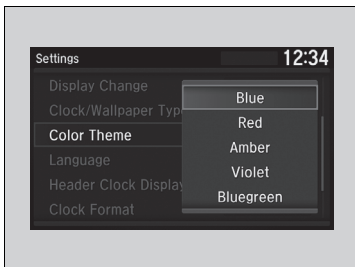 Settings
12:34
Display Change
Clock/Wallpaper Typ
Color Theme
Language
Header Clock Display
Clock Format
Blue
Red
Amber
Violet
Bluegreen